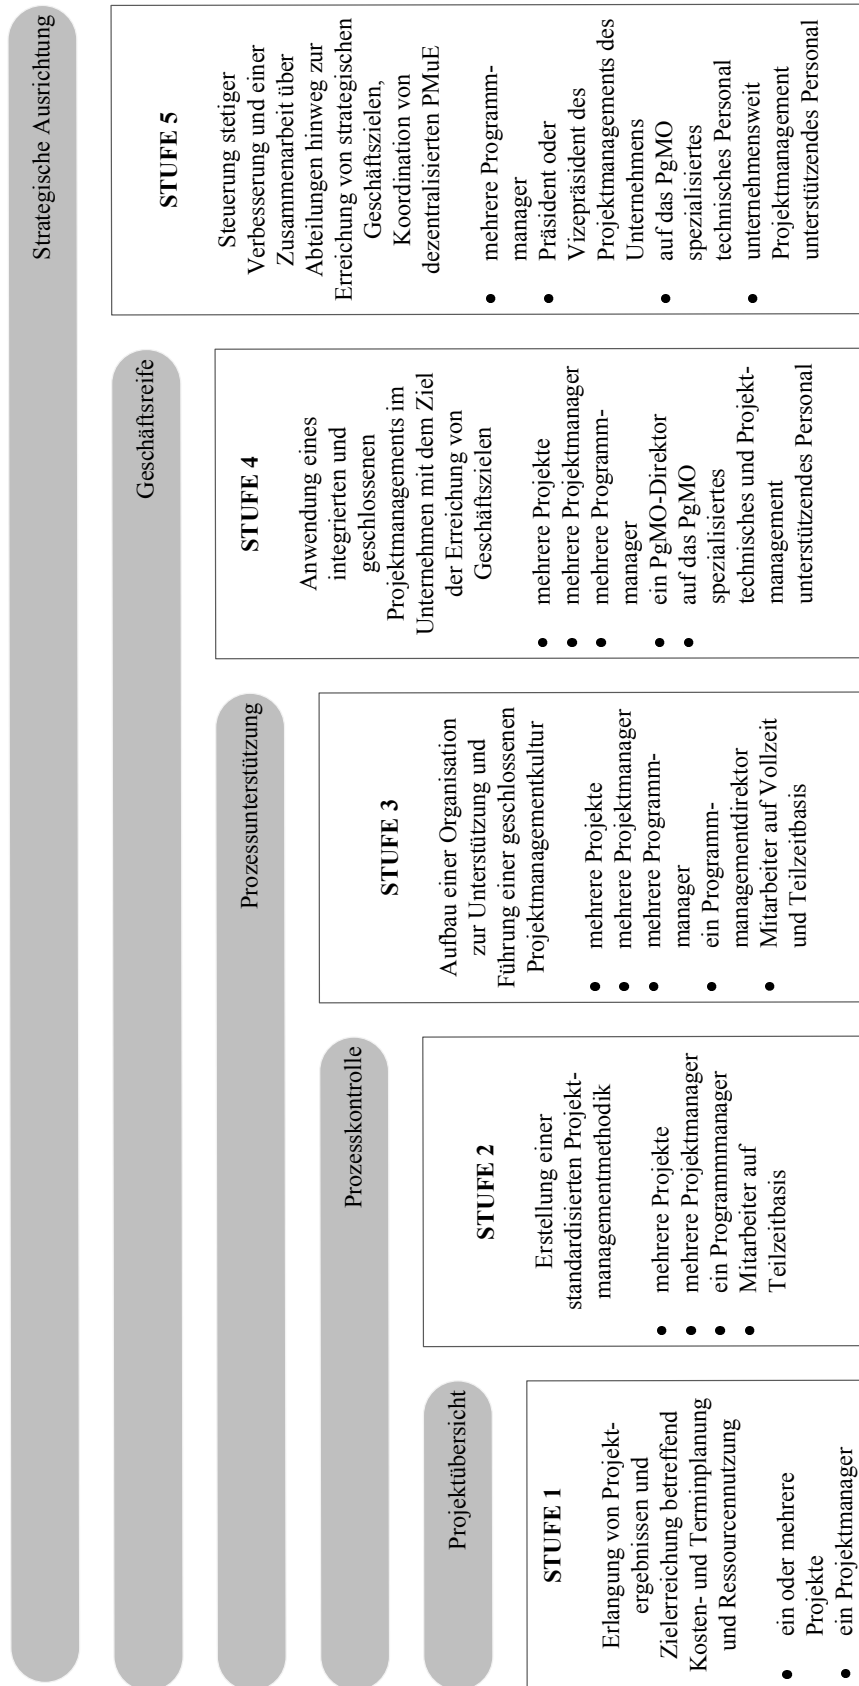 Strategische Ausrichtung
Geschäftsreife
Prozessunterstützung
Prozesskontrolle
Projektübersicht
STUFE 1
Erlangung von Projekt-
ergebnissen und
Zielerreichung betreffend
Kosten- und Terminplanung
und Ressourcennutzung
• ein oder mehrere
Projekte
• ein Projektmanager
STUFE 2
Erstellung einer
standardisierten Projekt-
managementmethodik
• mehrere Projekte
• mehrere Projektmanager
• ein Programmmanager
• Mitarbeiter auf
Teilzeitbasis
STUFE 3
Aufbau einer Organisation
zur Unterstützung und
Führung einer geschlossenen
Projektmanagementkultur
• mehrere Projekte
• mehrere Projektmanager
• mehrere Programm-
manager
• ein Programm-
managementdirektor
• Mitarbeiter auf Vollzeit
und Teilzeitbasis
STUFE 4
Anwendung eines
integrierten und
geschlossenen
Projektmanagements im
Unternehmen mit dem Ziel
der Erreichung von
Geschäftszielen
• mehrere Projekte
• mehrere Projektmanager
• mehrere Programm-
manager
• ein PgMO-Direktor
• auf das PgMO
spezialisiertes
technisches und Projekt-
management
unterstützendes Personal
STUFE 5
Steuerung stetiger
Verbesserung und einer
Zusammenarbeit über
Abteilungen hinweg zur
Erreichung von strategischen
Geschäftszielen,
Koordination von
dezentralisierten PMuE
• mehrere Programm-
manager
• Präsident oder
Vizepräsident des
Projektmanagements des
Unternehmens
• auf das PgMO
spezialisiertes
technisches Personal
• unternehmensweit
Projektmanagement
unterstützendes Personal